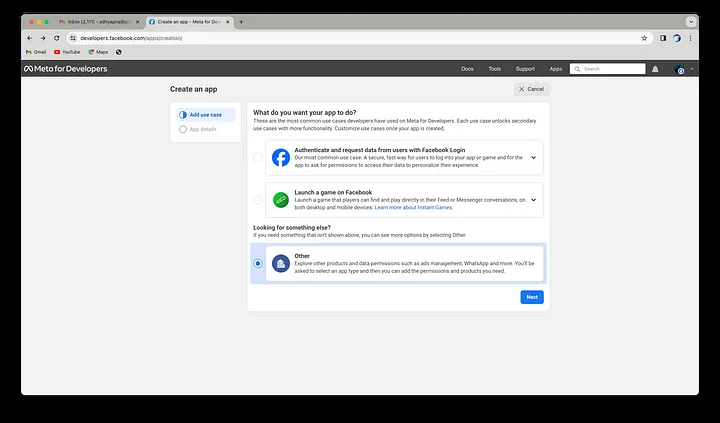 Inbox (2,111) - adhyapne@gm
Create an app - Meta for Dev
developers.facebook.com/apps/creation/
Gmail YouTube Maps
Meta for Developers Docs Tools Support Apps Search
Create an app Cancel
Add use case
App details
What do you want your app to do?
These are the most common use cases developers have used on Meta for Developers. Each use case unlocks secondary
use cases with more functionality. Customize use cases once your app is created.
Authenticate and request data from users with Facebook Login
Our most common use case. A secure, fast way for users to log into your app or game and for the
app to ask for permissions to access their data to personalize their experience.
Launch a game on Facebook
Launch a game that players can find and play directly in their Feed or Messenger conversations, on
both desktop and mobile devices. Learn more about Instant Games.
Looking for something else?
If you need something that isn't shown above, you can see more options by selecting Other.
Other
Explore other products and data permissions such as ads management, WhatsApp and more. You'll be
asked to select an app type and then you can add the permissions and products you need.
Next